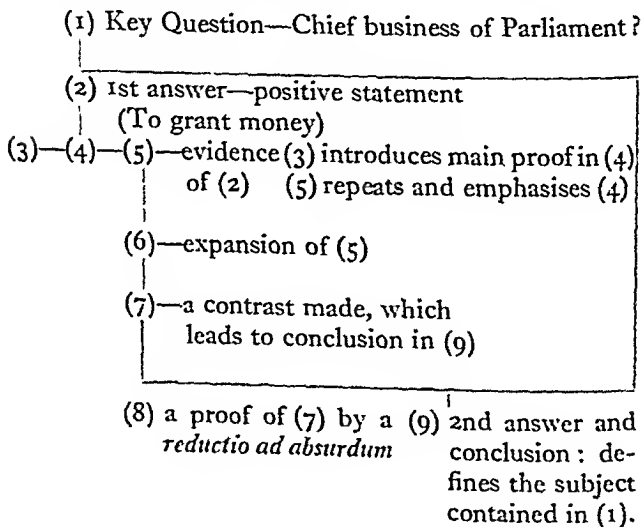 (1) Key Question—Chief business of Parliament?
(2) 1st answer—positive statement
(To grant money)
(3)—(4)—(5)—evidence (3) introduces main proof in (4)
of (2) (5) repeats and emphasises (4)
(6)—expansion of (5)
(7)—a contrast made, which
leads to conclusion in (9)
(8) a proof of (7) by a
reductio ad absurdum
(9) 2nd answer and
conclusion: de-
fines the subject
contained in (1).